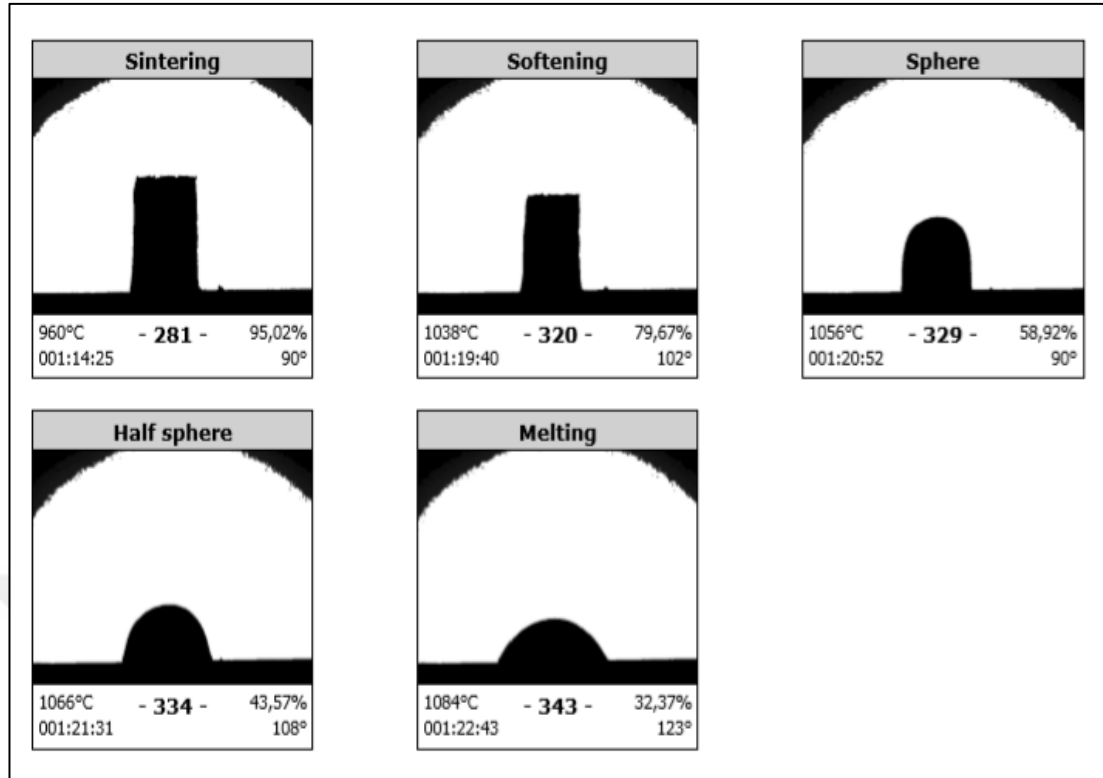 Sintering
960°C - 281 - 95,02%
001:14:25 90°
Softening
1038°C - 320 - 79,67%
001:19:40 102°
Sphere
1056°C - 329 - 58,92%
001:20:52 90°
Half sphere
1066°C - 334 - 43,57%
001:21:31 108°
Melting
1084°C - 343 - 32,37%
001:22:43 123°